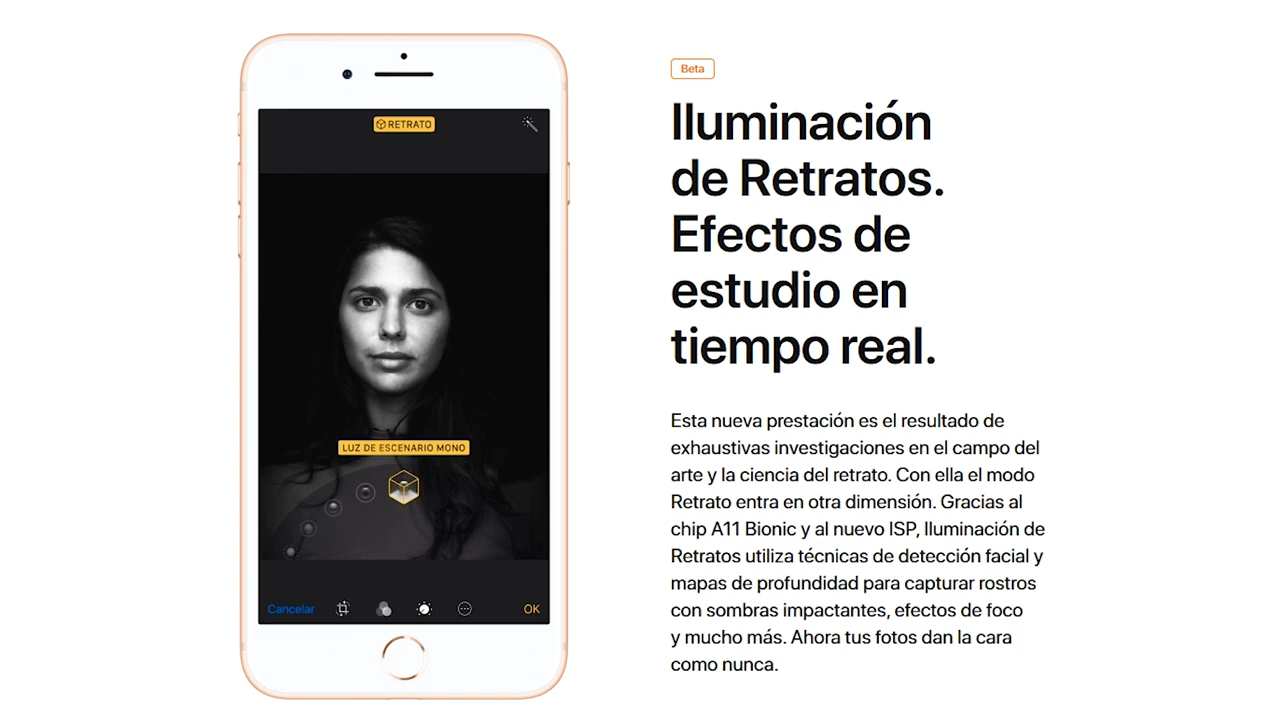 RETRATO
LUZ DE ESCENARIO MONO
Cancelar
OK
Beta
Iluminación
de Retratos.
Efectos de
estudio en
tiempo real.
Esta nueva prestación es el resultado de
exhaustivas investigaciones en el campo del
arte y la ciencia del retrato. Con ella el modo
Retrato entra en otra dimensión. Gracias al
chip A11 Bionic y al nuevo ISP, Iluminación de
Retratos utiliza técnicas de detección facial y
mapas de profundidad para capturar rostros
con sombras impactantes, efectos de foco
y mucho más. Ahora tus fotos dan la cara
como nunca.